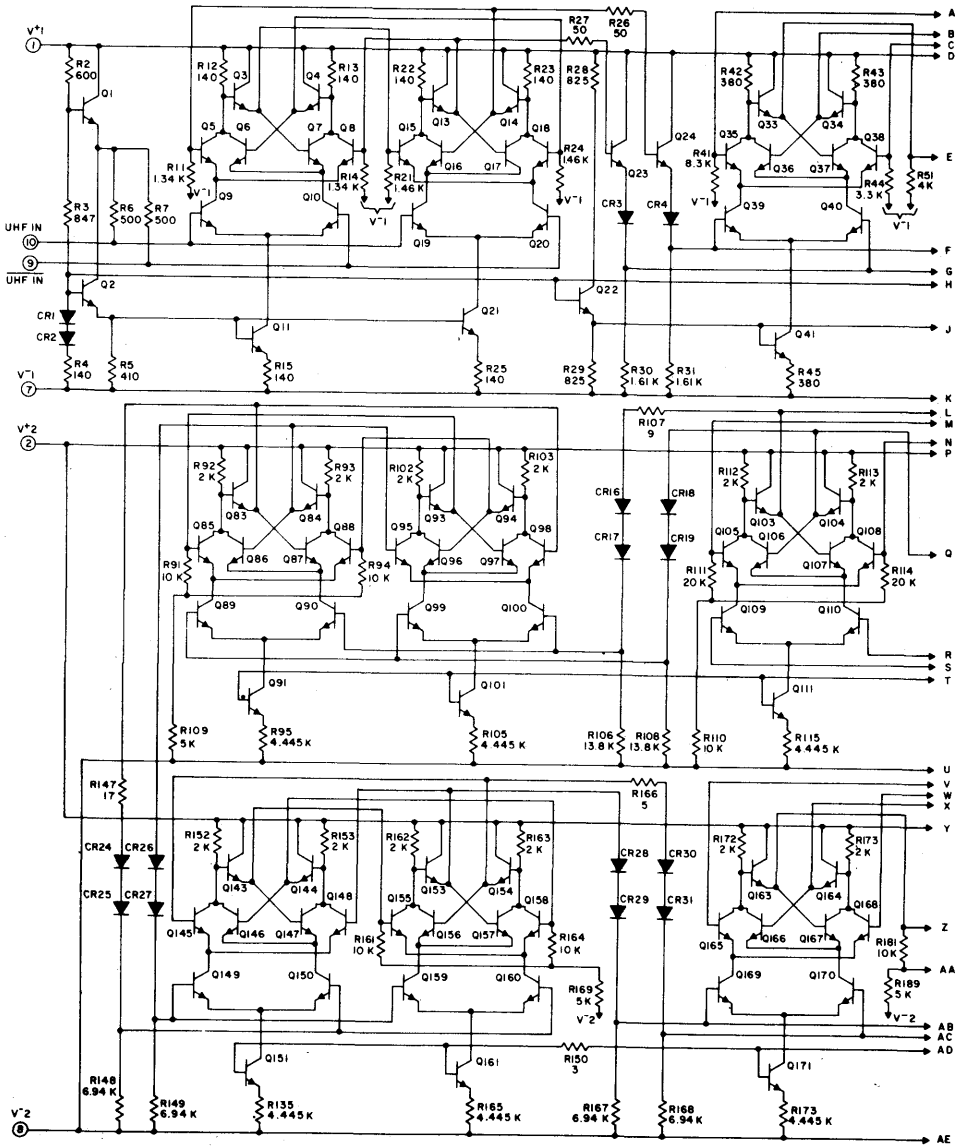 R27
50
R26
50
A
B
C
D
V+1
1
R2
600
Q1
R12
140
Q3
Q4
R13
140
R22
140
Q13
Q14
R23
140
R28
825
R42
380
Q33
Q34
R43
380
Q5
Q6
Q7
Q8
Q15
Q16
Q17
Q18
Q23
Q24
Q35
Q36
Q37
Q38
E
R11
1.34 K
V-1
R14
1.34 K
R21
1.46 K
V-1
R24
1.46 K
V-1
R41
8.3 K
V-1
R44
3.3 K
R51
4 K
V-1
R3
847
R6
500
R7
500
Q9
Q10
Q19
Q20
CR3
CR4
Q39
Q40
UHF IN
10
9
UHF IN
F
G
H
Q2
CR1
CR2
Q11
Q21
Q22
Q41
J
R4
140
R5
410
R15
140
R25
140
R29
825
R30
1.61 K
R31
1.61 K
R45
380
V-1
7
K
L
M
N
P
V+2
2
R107
9
R92
2 K
Q83
Q84
R93
2 K
R102
2 K
Q93
Q94
R103
2 K
CR16
CR18
R112
2 K
Q103
Q104
R113
2 K
Q85
Q86
Q87
Q88
Q95
Q96
Q97
Q98
CR17
CR19
Q105
Q106
Q107
Q108
Q
R91
10 K
R94
10 K
R111
20 K
R114
20 K
Q89
Q90
Q99
Q100
Q109
Q110
R
S
T
Q91
Q101
Q111
R109
5K
R95
4.445 K
R105
4.445 K
R106
13.8 K
R108
13.8 K
R110
10 K
R115
4.445 K
U
V
W
X
Y
R147
17
R166
5
R152
2 K
Q143
Q144
R153
2 K
R162
2 K
Q153
Q154
R163
2 K
R172
2 K
Q163
Q164
R173
2 K
CR24
CR26
CR28
CR30
CR25
CR27
CR29
CR31
Q145
Q146
Q147
Q148
Q155
Q156
Q157
Q158
Q165
Q166
Q167
Q168
Z
R161
10 K
R164
10 K
R181
10 K
AA
Q149
Q150
Q159
Q160
Q169
Q170
R169
5 K
V-2
R189
5 K
V-2
AB
AC
AD
Q151
Q161
R150
3
Q171
R148
6.94 K
R149
6.94 K
R135
4.445 K
R165
4.445 K
R167
6.94 K
R168
6.94 K
R173
4.445 K
V-2
8
AE